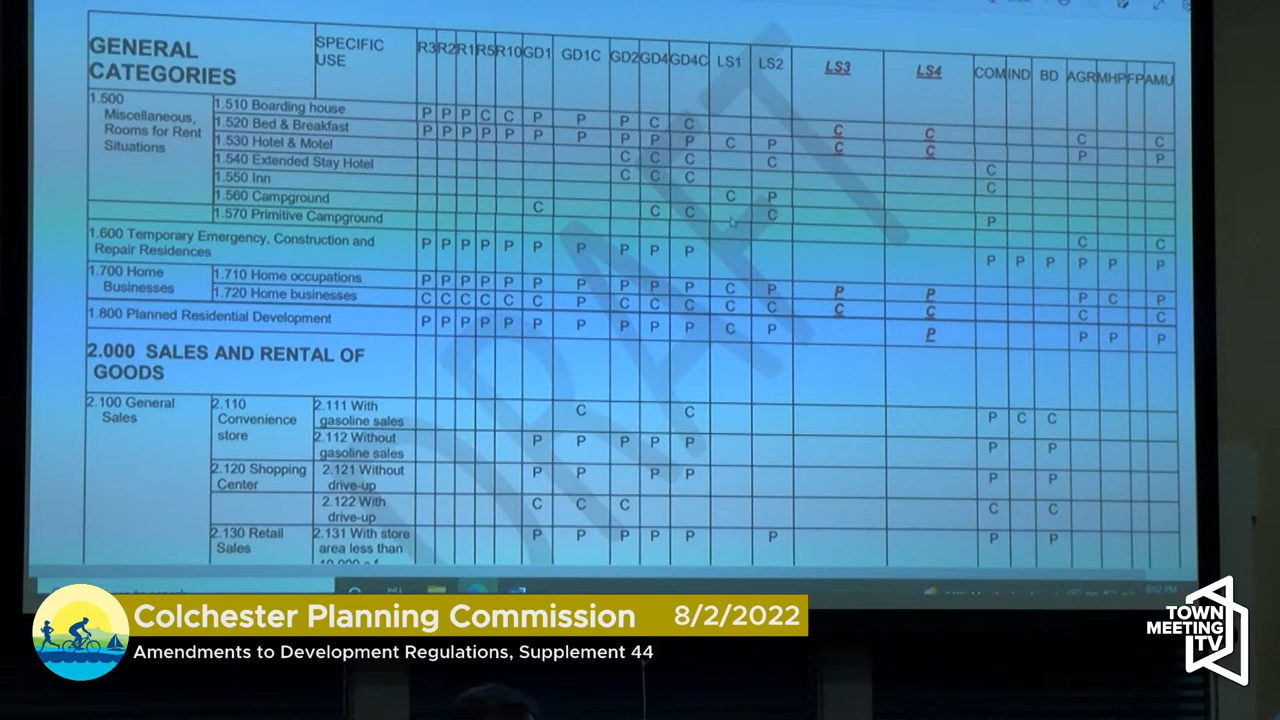 GENERAL CATEGORIES SPECIFIC USE R3 R2 R1 R5 R10 GD1 GD1C GD2 GD4 GD4C LS1 LS2 LS3 LS4 COM IND BD AGR MHP FP AMU
1.500 Miscellaneous, Rooms for Rent Situations
1.510 Boarding house P P P C C P P P C C C C C C
1.520 Bed & Breakfast P P P P P P P P P P C P C C P P
1.530 Hotel & Motel C C C C C
1.540 Extended Stay Hotel C C C C
1.550 Inn C P
1.560 Campground C C C C P
1.570 Primitive Campground C C
1.600 Temporary Emergency, Construction and Repair Residences P P P P P P P P P P P P P P P P
1.700 Home Businesses
1.710 Home occupations P P P P P P P P P P C P P P P C P
1.720 Home businesses C C C C C C P C C C C C C C C C
1.800 Planned Residential Development P P P P P P P P P P C P P P P P
2.000 SALES AND RENTAL OF GOODS
2.100 General Sales
2.110 Convenience store
2.111 With gasoline sales C C P C C
2.112 Without gasoline sales P P P P P P P
2.120 Shopping Center
2.121 Without drive-up P P P P P P
2.122 With drive-up C C C C C
2.130 Retail Sales
2.131 With store area less than P P P P P P P P
DRAFT
Colchester Planning Commission 8/2/2022
Amendments to Development Regulations, Supplement 44
TOWN
MEETING
TV